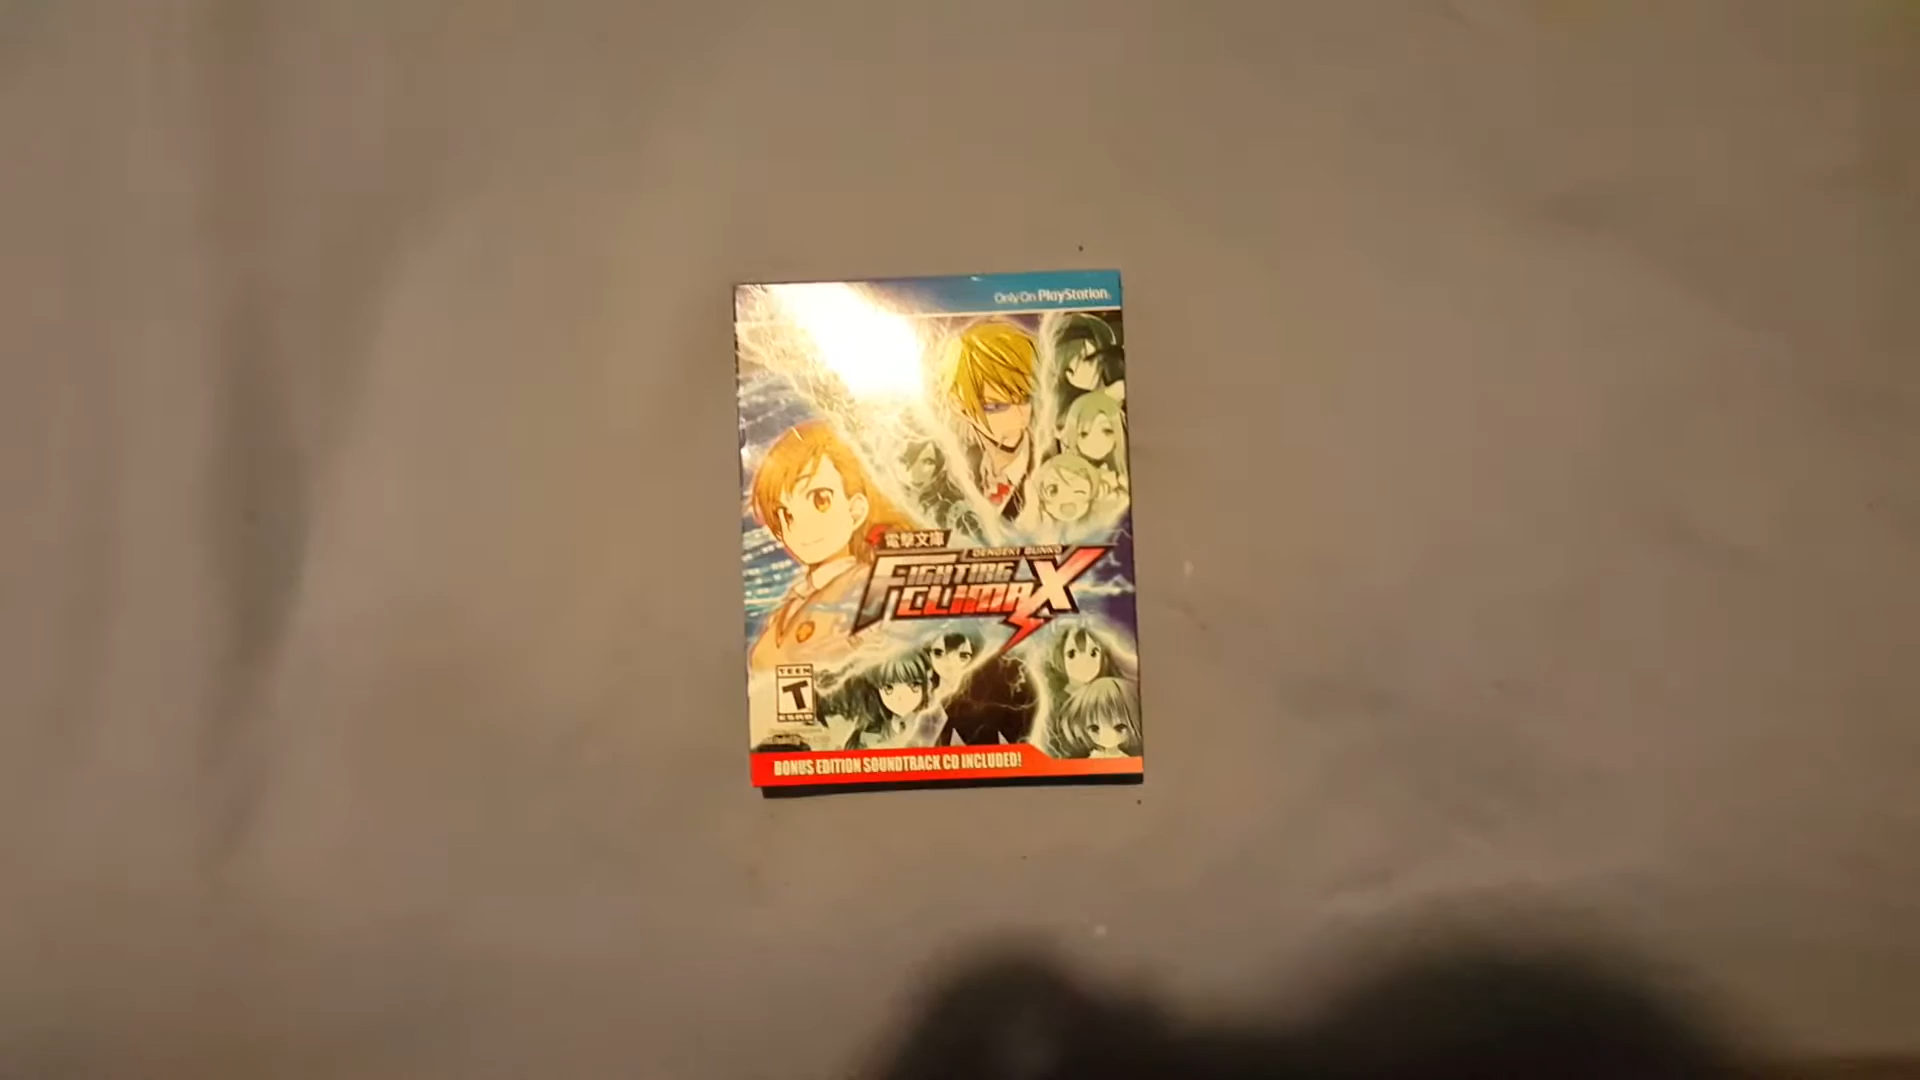 Only On PlayStation
電撃文庫
DENGEKI BUNKO
FIGHTING
CLIMAX
TEEN
T
ESRB
BONUS EDITION SOUNDTRACK CD INCLUDED!